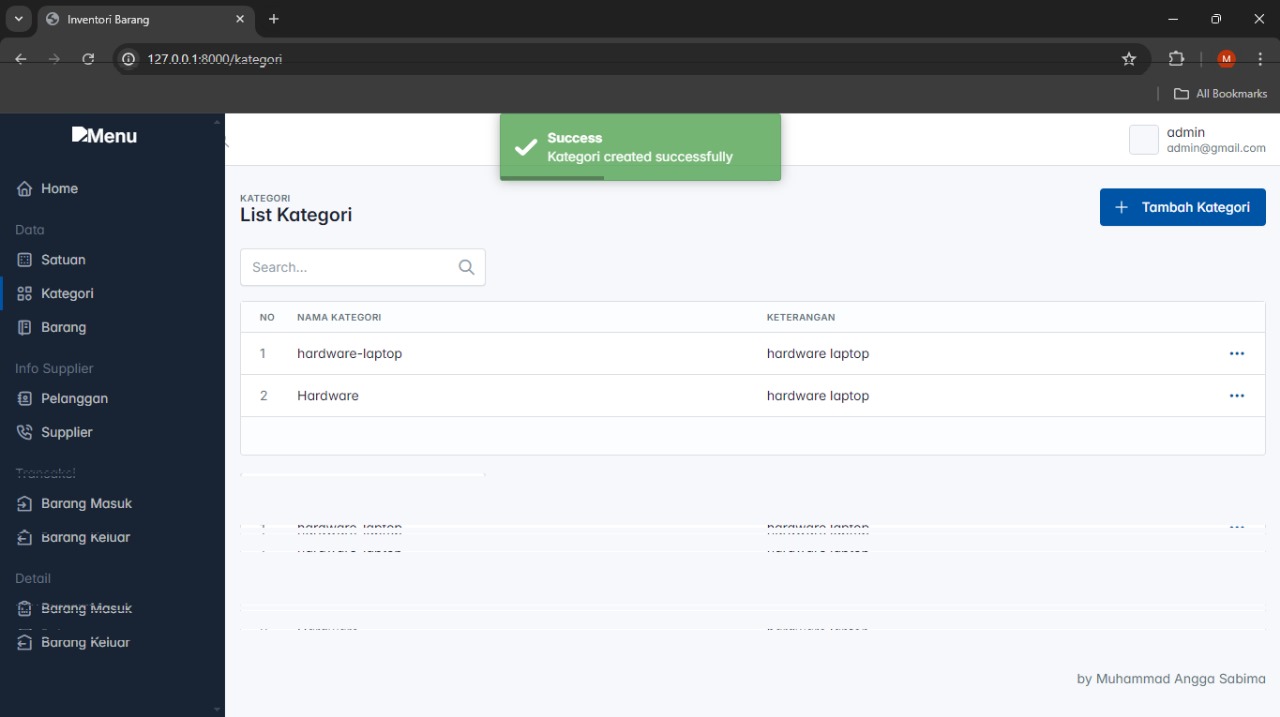 Inventori Barang
127.0.0.1:8000/kategori
M
All Bookmarks
Menu
Home
Data
Satuan
Kategori
Barang
Info Supplier
Pelanggan
Supplier
Transaksi
Barang Masuk
Barang Keluar
Detail
Barang Masuk
Barang Keluar
Success
Kategori created successfully
admin
admin@gmail.com
KATEGORI
List Kategori
Tambah Kategori
Search...
NO NAMA KATEGORI KETERANGAN
1 hardware-laptop hardware laptop
2 Hardware hardware laptop
by Muhammad Angga Sabima